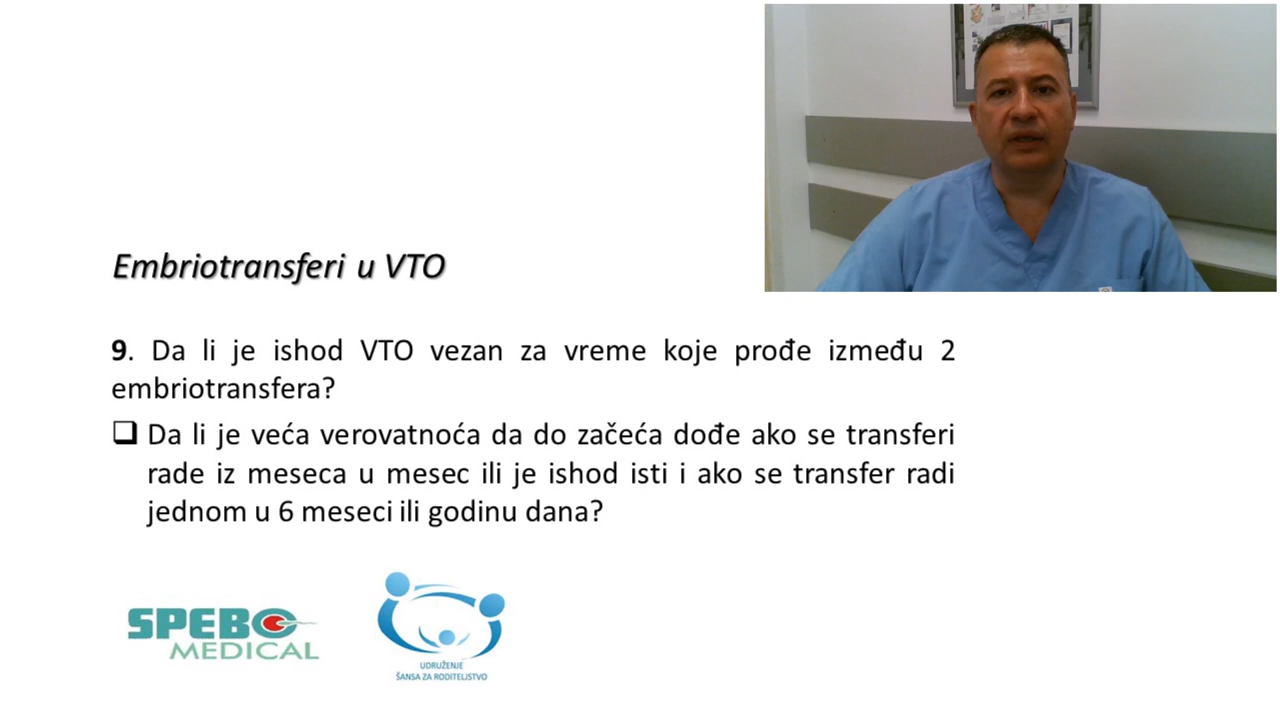 Embriotransferi u VTO
9. Da li je ishod VTO vezan za vreme koje prođe između 2
embriotransfera?
Da li je veća verovatnoća da do začeća dođe ako se transferi
rade iz meseca u mesec ili je ishod isti i ako se transfer radi
jednom u 6 meseci ili godinu dana?
SPEBO
MEDICAL
UDRUŽENJE
ŠANSA ZA RODITELJSTVO